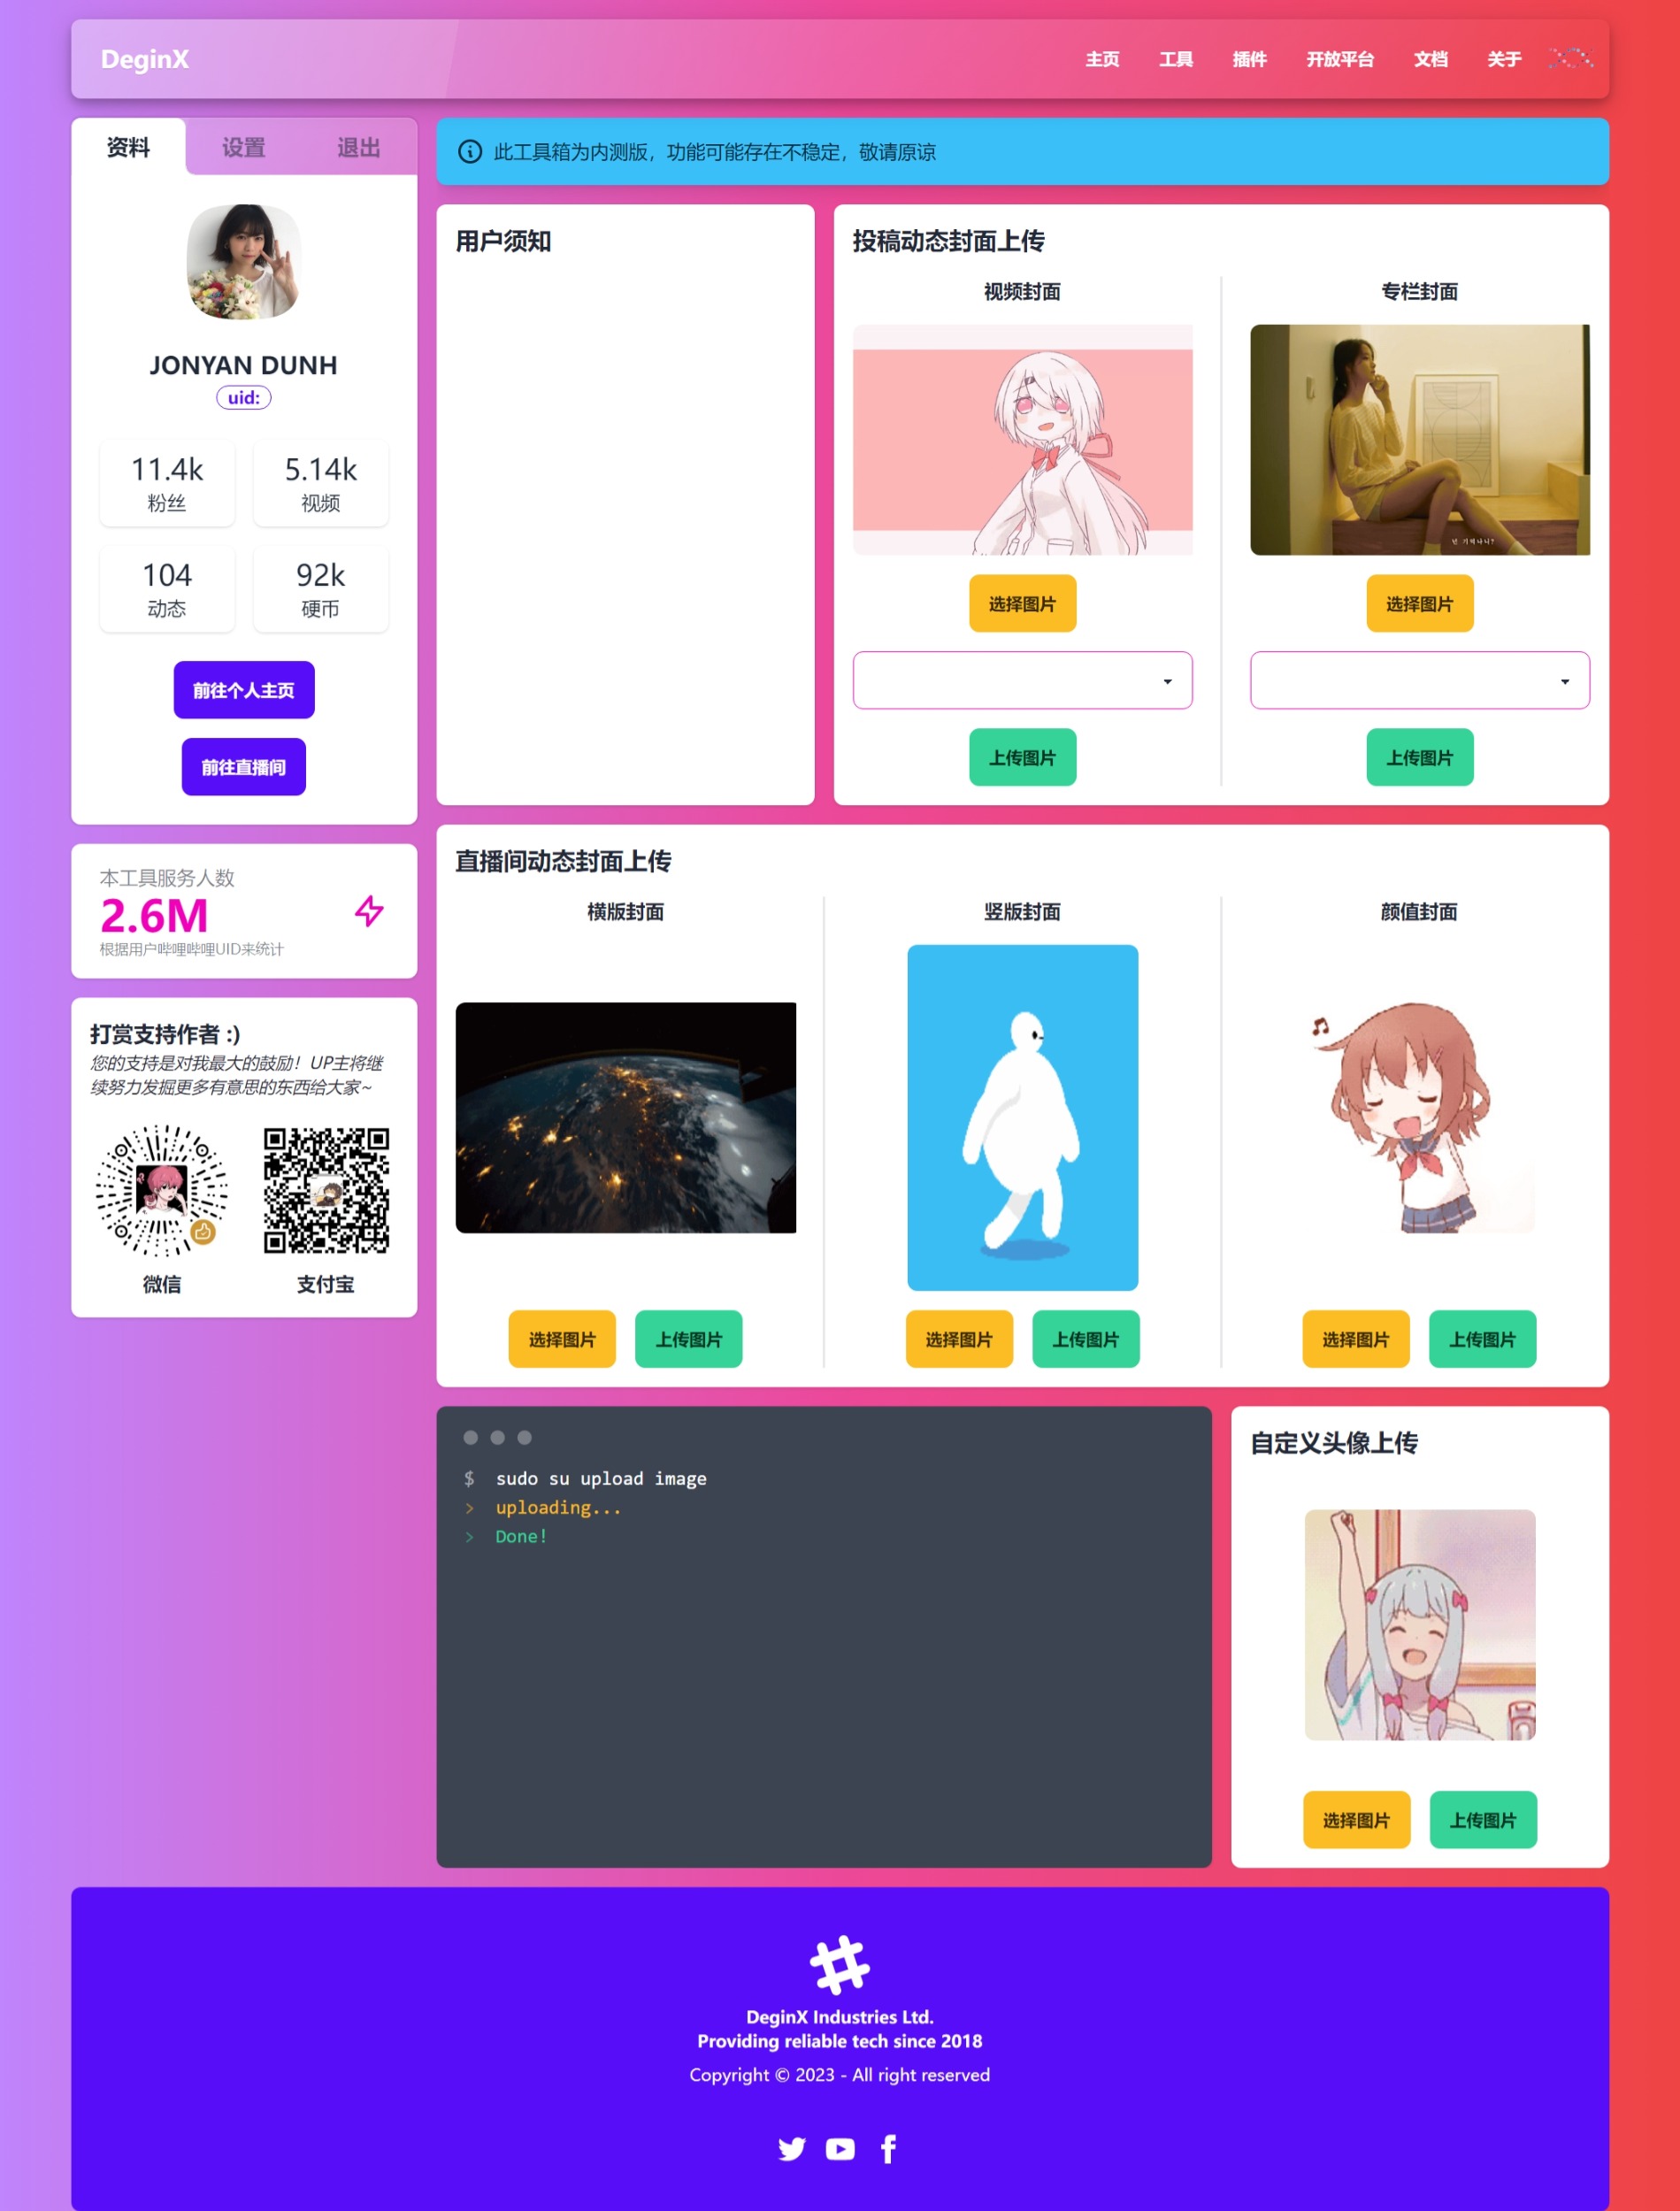 DeginX
主页 工具 插件 开放平台 文档 关于
资料 设置 退出
JONYAN DUNH
uid:
11.4k
粉丝
5.14k
视频
104
动态
92k
硬币
前往个人主页
前往直播间
本工具服务人数
2.6M
根据用户哔哩哔哩UID来统计
打赏支持作者 :)
您的支持是对我最大的鼓励！UP主将继
续努力发掘更多有意思的东西给大家~
微信
支付宝
此工具箱为内测版，功能可能存在不稳定，敬请原谅
用户须知
投稿动态封面上传
视频封面
选择图片
上传图片
专栏封面
넌 기억나니?
选择图片
上传图片
直播间动态封面上传
横版封面
选择图片 上传图片
竖版封面
选择图片 上传图片
颜值封面
选择图片 上传图片
$ sudo su upload image
> uploading...
> Done!
自定义头像上传
选择图片 上传图片
DeginX Industries Ltd.
Providing reliable tech since 2018
Copyright © 2023 - All right reserved